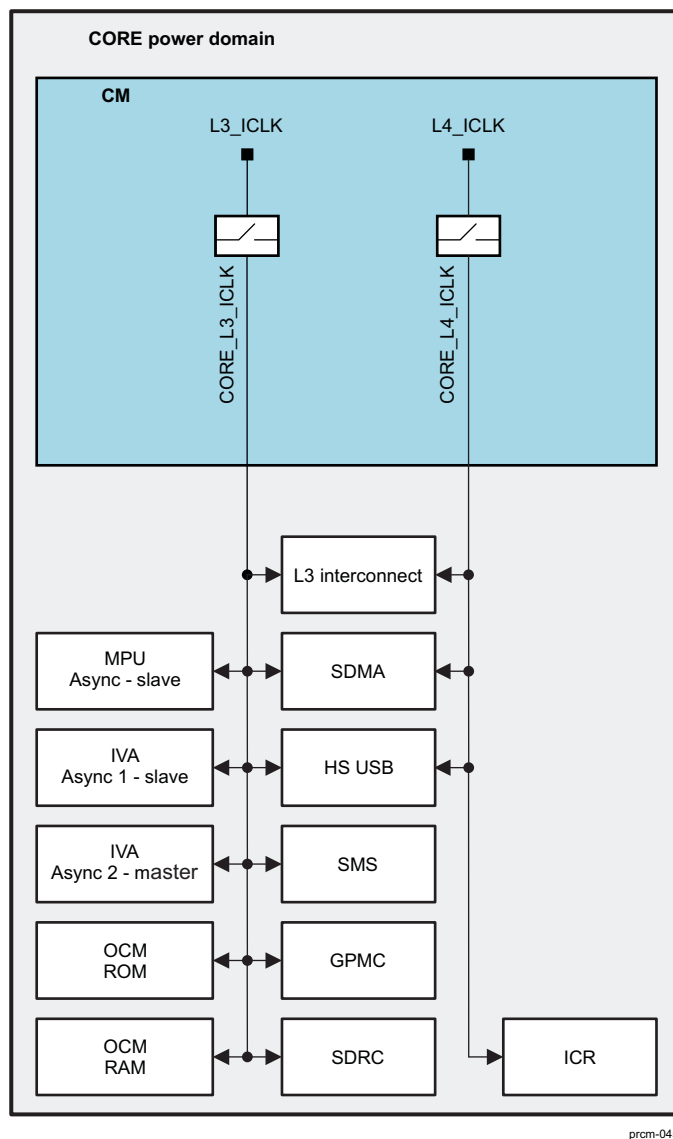 CORE power domain
CM
L3_ICLK
L4_ICLK
CORE_L3_ICLK
CORE_L4_ICLK
L3 interconnect
MPU
Async - slave
SDMA
IVA
Async 1 - slave
HS USB
IVA
Async 2 - master
SMS
OCM
ROM
GPMC
OCM
RAM
SDRC
ICR
prcm-04